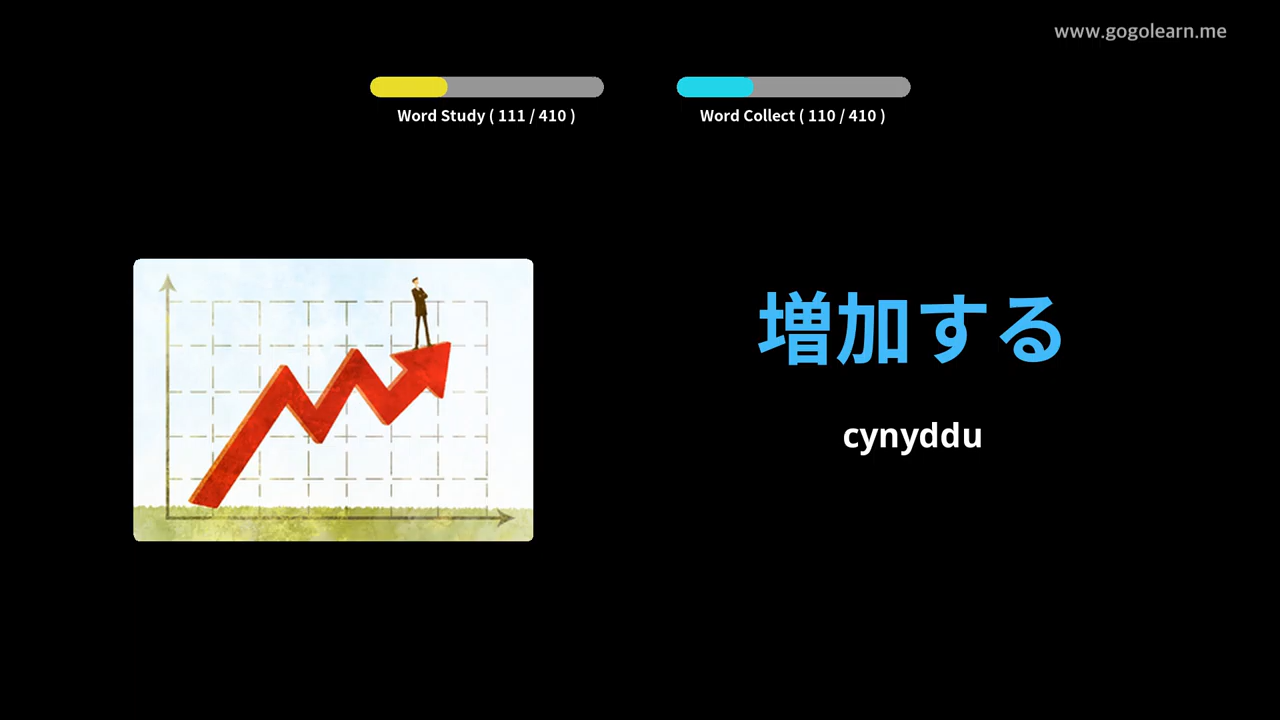 www.gogolearn.me
Word Study ( 111 / 410 )
Word Collect ( 110 / 410 )
増加する
cynyddu